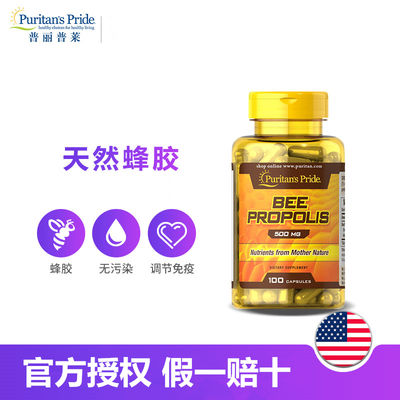 Puritan's Pride
healthy choices for healthy living
普丽普莱
天然蜂胶
蜂胶
无污染
调节免疫
shop online www.puritan.com
Puritan's Pride
BEE
PROPOLIS
500 MG
Nutrients from Mother Nature
DIETARY SUPPLEMENT
100 CAPSULES
官方授权 假一赔十